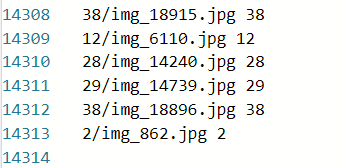 14308 38/img_18915.jpg 38
14309 12/img_6110.jpg 12
14310 28/img_14240.jpg 28
14311 29/img_14739.jpg 29
14312 38/img_18896.jpg 38
14313 2/img_862.jpg 2
14314